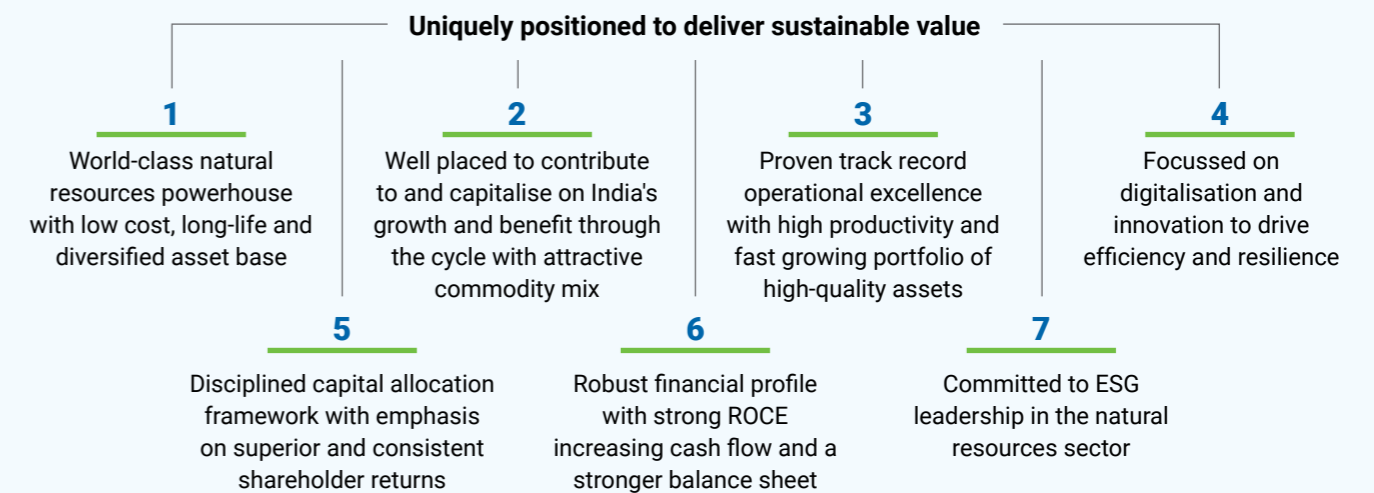 Uniquely positioned to deliver sustainable value
1
World-class natural
resources powerhouse
with low cost, long-life and
diversified asset base
2
Well placed to contribute
to and capitalise on India's
growth and benefit through
the cycle with attractive
commodity mix
3
Proven track record
operational excellence
with high productivity and
fast growing portfolio of
high-quality assets
4
Focussed on
digitalisation and
innovation to drive
efficiency and resilience
5
Disciplined capital allocation
framework with emphasis
on superior and consistent
shareholder returns
6
Robust financial profile
with strong ROCE
increasing cash flow and a
stronger balance sheet
7
Committed to ESG
leadership in the natural
resources sector